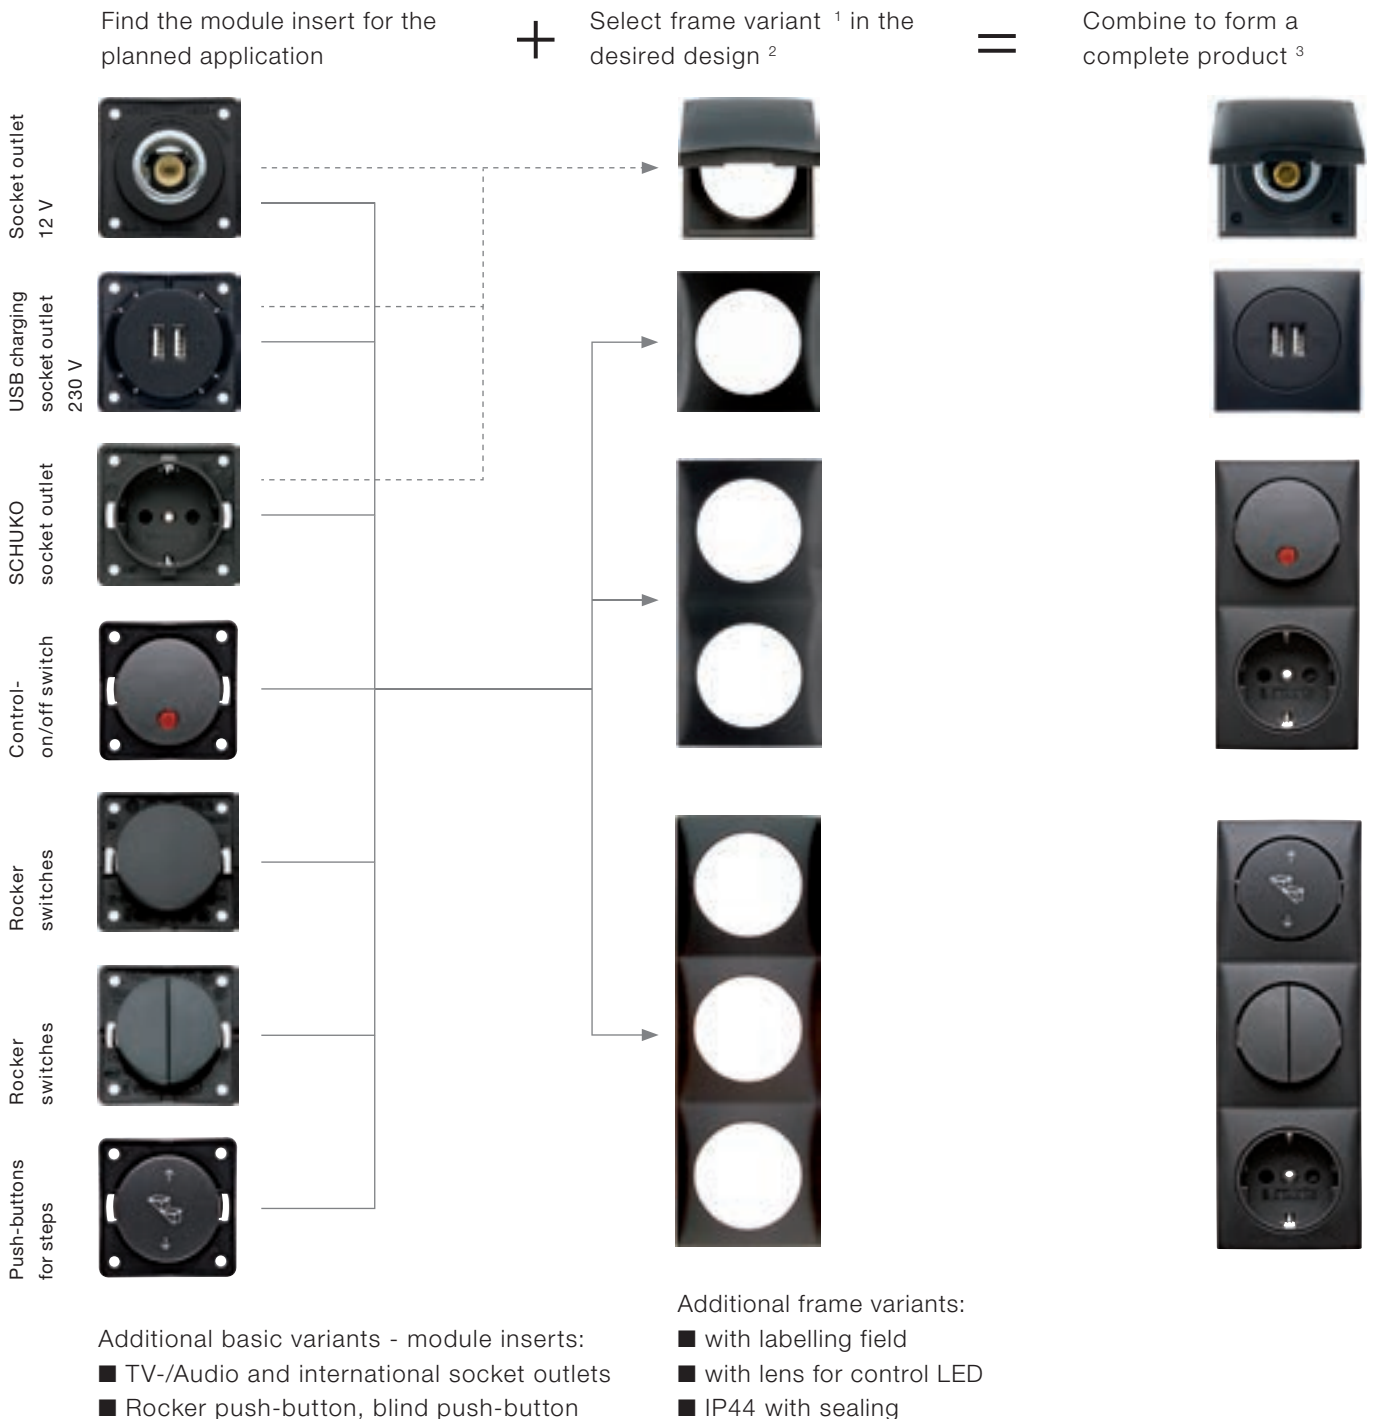 Find the module insert for the
planned application
+
Select frame variant ¹ in the
desired design ²
=
Combine to form a
complete product ³
Socket outlet
12 V
USB charging
socket outlet
230 V
SCHUKO
socket outlet
Control-
on/off switch
Rocker
switches
Rocker
switches
Push-buttons
for steps
Additional basic variants - module inserts:
■ TV-/Audio and international socket outlets
■ Rocker push-button, blind push-button
Additional frame variants:
■ with labelling field
■ with lens for control LED
■ IP44 with sealing